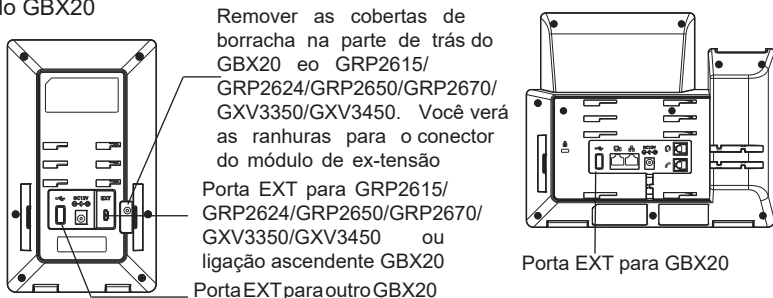 do GBX20
Remover as cobertas de
borracha na parte de trás do
GBX20 eo GRP2615/
GRP2624/GRP2650/GRP2670/
GXV3350/GXV3450. Você verá
as ranhuras para o conector
do módulo de ex-tensão
Porta EXT para GRP2615/
GRP2624/GRP2650/GRP2670/
GXV3350/GXV3450 ou
ligação ascendente GBX20
Porta EXT para outro GBX20
DC12V
EXT
DC12V
Porta EXT para GBX20